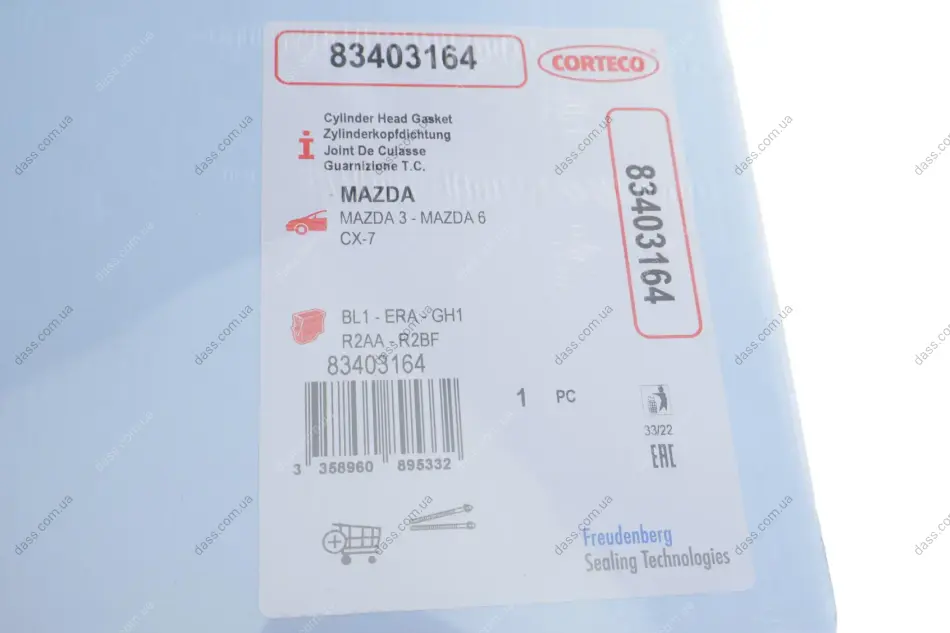 83403164
CORTECO
Cylinder Head Gasket
Zylinderkopfdichtung
Joint De Culasse
Guarnizione T.C.
MAZDA
MAZDA 3 - MAZDA 6
CX-7
83403164
BL1 - ERA - GH1
R2AA - R2BF
83403164
1 PC
3 358960 895332
33/22
EAC
Freudenberg
Sealing Technologies
dass.com.ua